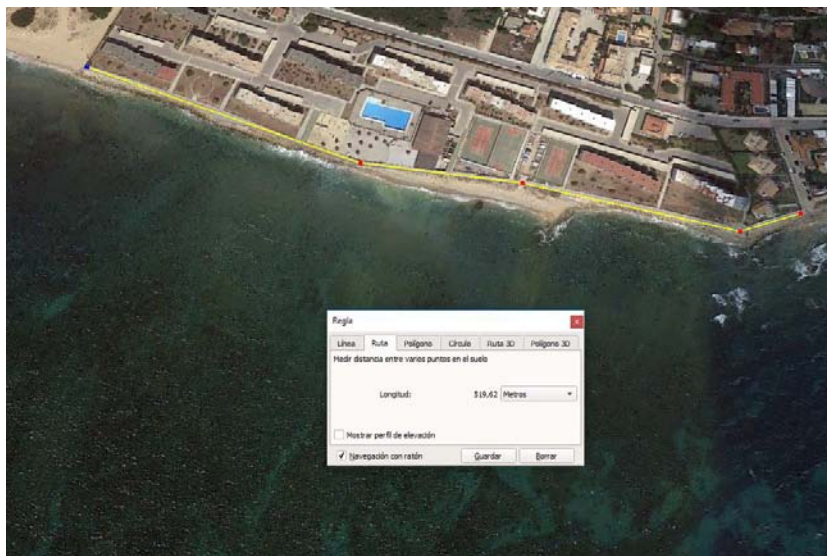 Regla
Línea Ruta Polígono Círculo Ruta 3D Polígono 3D
Medir distancia entre varios puntos en el suelo
Longitud: 519,62 Metros
Mostrar perfil de elevación
Navegación con ratón Guardar Borrar